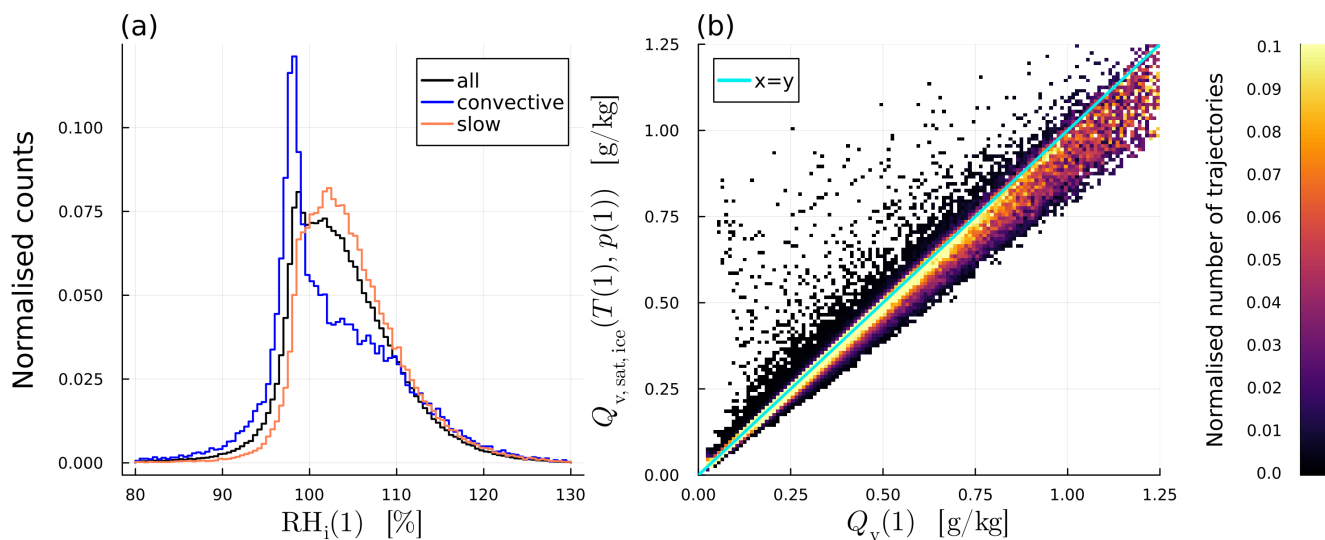 (a)
Normalised counts
0.100
0.075
0.050
0.025
0.000
all
convective
slow
80 90 100 110 120 130
RH_i(1) [%]
(b)
Q_v, sat, ice(T(1), p(1)) [g/kg]
1.25
1.00
0.75
0.50
0.25
0.00
x=y
0.00 0.25 0.50 0.75 1.00 1.25
Q_v(1) [g/kg]
Normalised number of trajectories
0.1
0.09
0.08
0.07
0.06
0.05
0.04
0.03
0.02
0.01
0.0